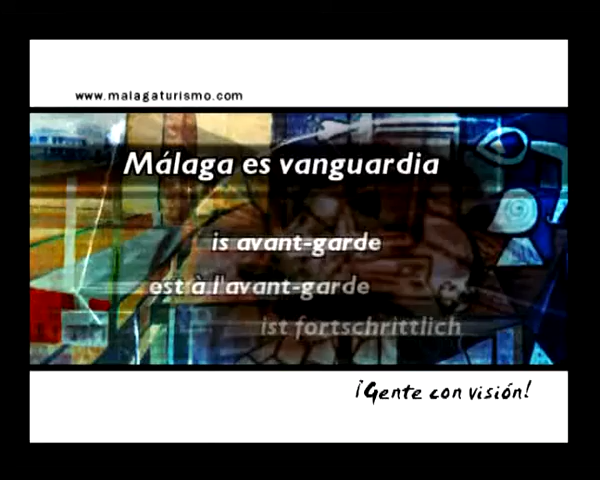 www.malagaturismo.com
Málaga es vanguardia
is avant-garde
est à l'avant-garde
ist fortschrittlich
¡Gente con visión!